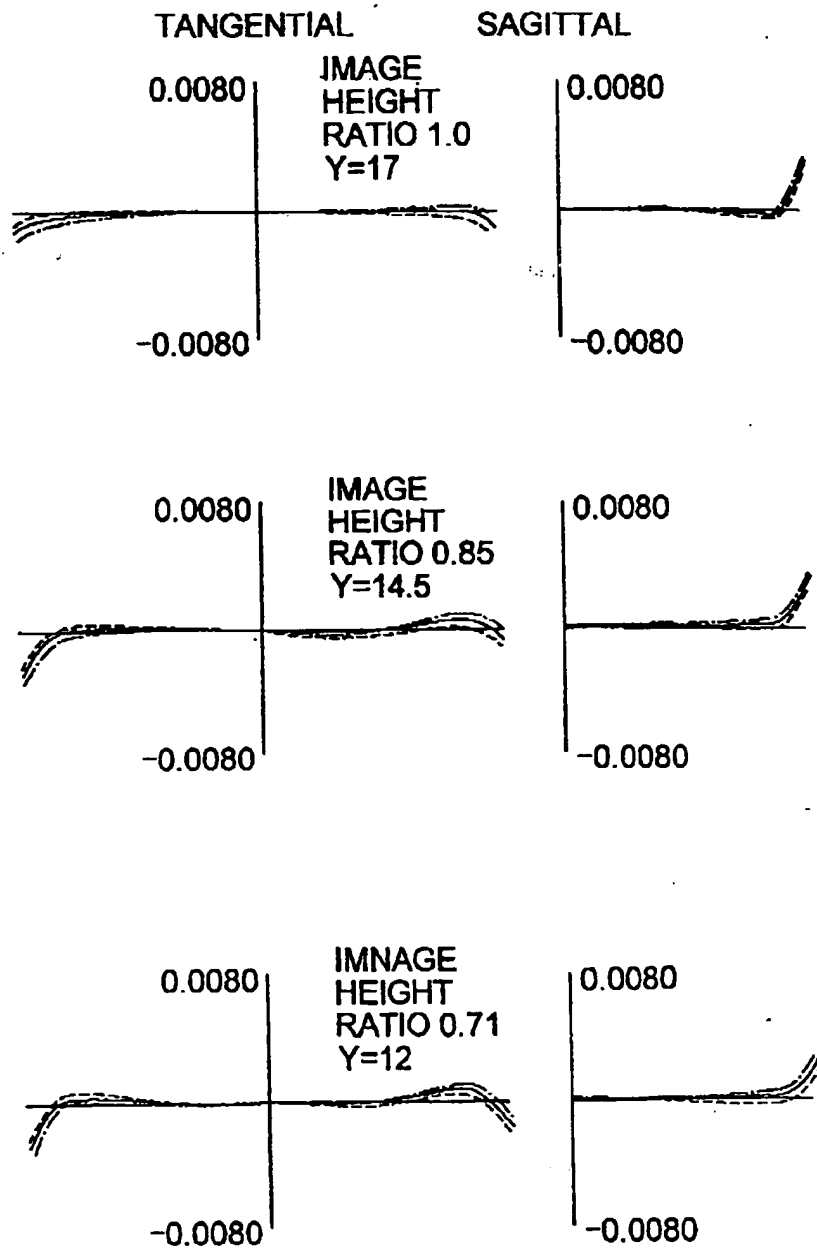 TANGENTIAL SAGITTAL
0.0080
IMAGE
HEIGHT
RATIO 1.0
Y=17
0.0080
-0.0080
-0.0080
0.0080
IMAGE
HEIGHT
RATIO 0.85
Y=14.5
0.0080
-0.0080
-0.0080
0.0080
IMNAGE
HEIGHT
RATIO 0.71
Y=12
0.0080
-0.0080
-0.0080